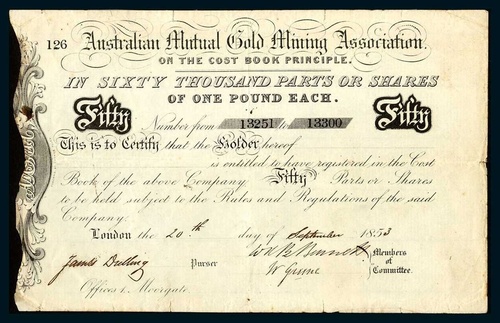 126 Australian Mutual Gold Mining Association.
ON THE COST BOOK PRINCIPLE.
IN SIXTY THOUSAND PARTS OR SHARES
OF ONE POUND EACH.
Fifty Fifty
Number from 13251 to 13300
This is to Certify that the Holder hereof
is entitled to have registered in the Cost
Book of the above Company Fifty Parts or Shares
to be held subject to the Rules and Regulations of the said
Company.
London the 20th day of September 1853
James Purser
Members of Committee.
Offices 1, Moorgate